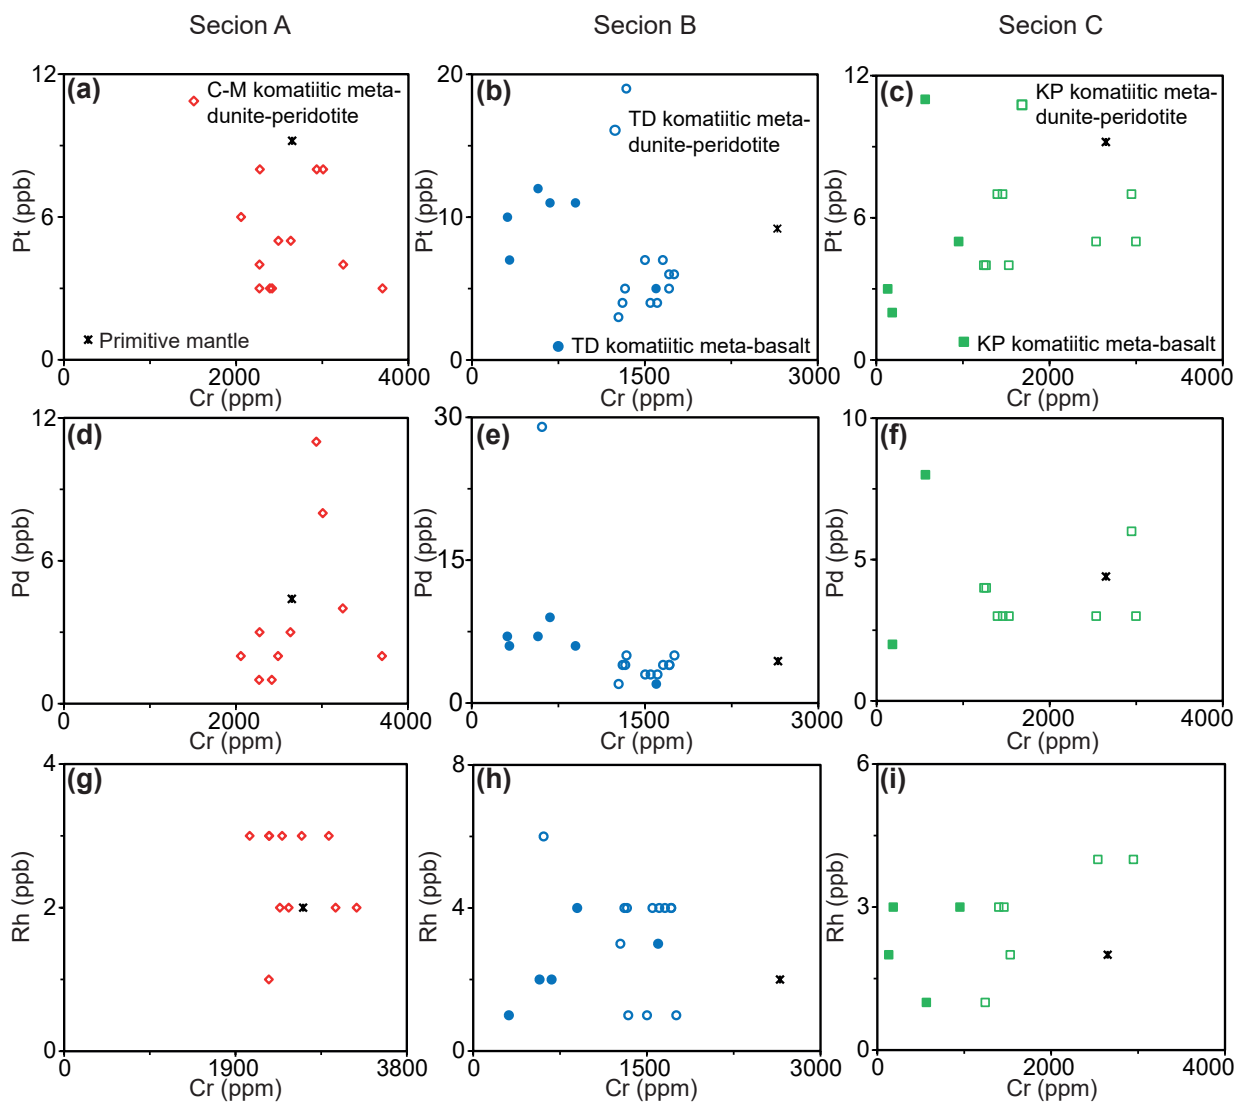 Secion A
Secion B
Secion C
(a)
12
6
0
Pt (ppb)
C-M komatiitic meta-
dunite-peridotite
Primitive mantle
0
2000
4000
Cr (ppm)
(b)
20
10
0
Pt (ppb)
TD komatiitic meta-
dunite-peridotite
TD komatiitic meta-basalt
0
1500
3000
Cr (ppm)
(c)
12
6
0
Pt (ppb)
KP komatiitic meta-
dunite-peridotite
KP komatiitic meta-basalt
0
2000
4000
Cr (ppm)
(d)
12
6
0
Pd (ppb)
0
2000
4000
Cr (ppm)
(e)
30
15
0
Pd (ppb)
0
1500
3000
Cr (ppm)
(f)
10
5
0
Pd (ppb)
0
2000
4000
Cr (ppm)
(g)
4
2
0
Rh (ppb)
0
1900
3800
Cr (ppm)
(h)
8
4
0
Rh (ppb)
0
1500
3000
Cr (ppm)
(i)
6
3
0
Rh (ppb)
0
2000
4000
Cr (ppm)